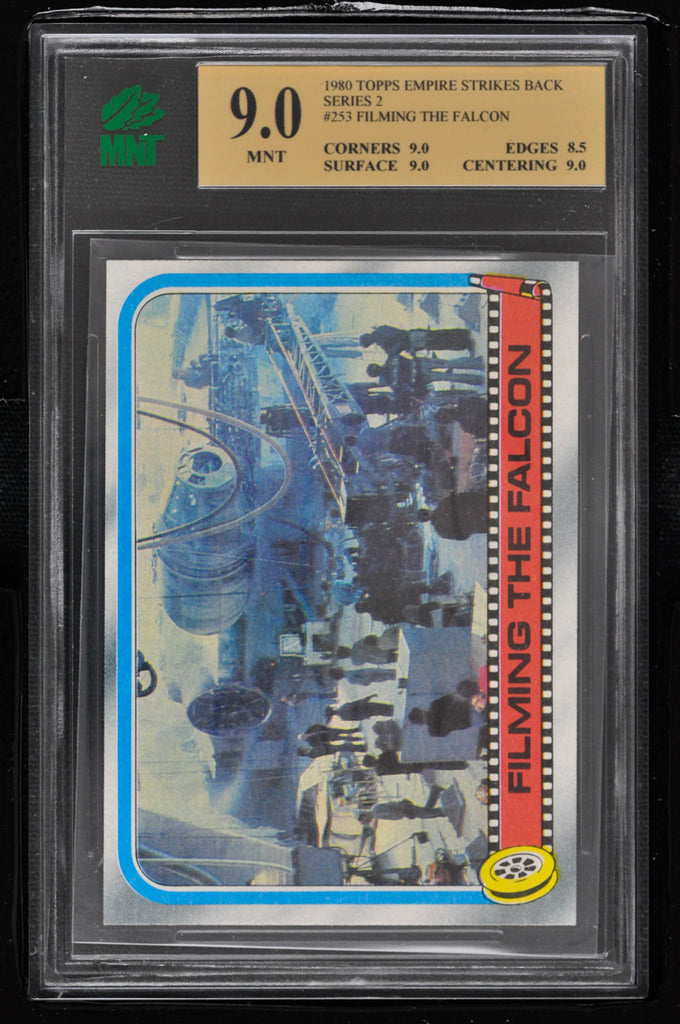 MNT
9.0
MNT
1980 TOPPS EMPIRE STRIKES BACK
SERIES 2
#253 FILMING THE FALCON
CORNERS 9.0 EDGES 8.5
SURFACE 9.0 CENTERING 9.0
FILMING THE FALCON